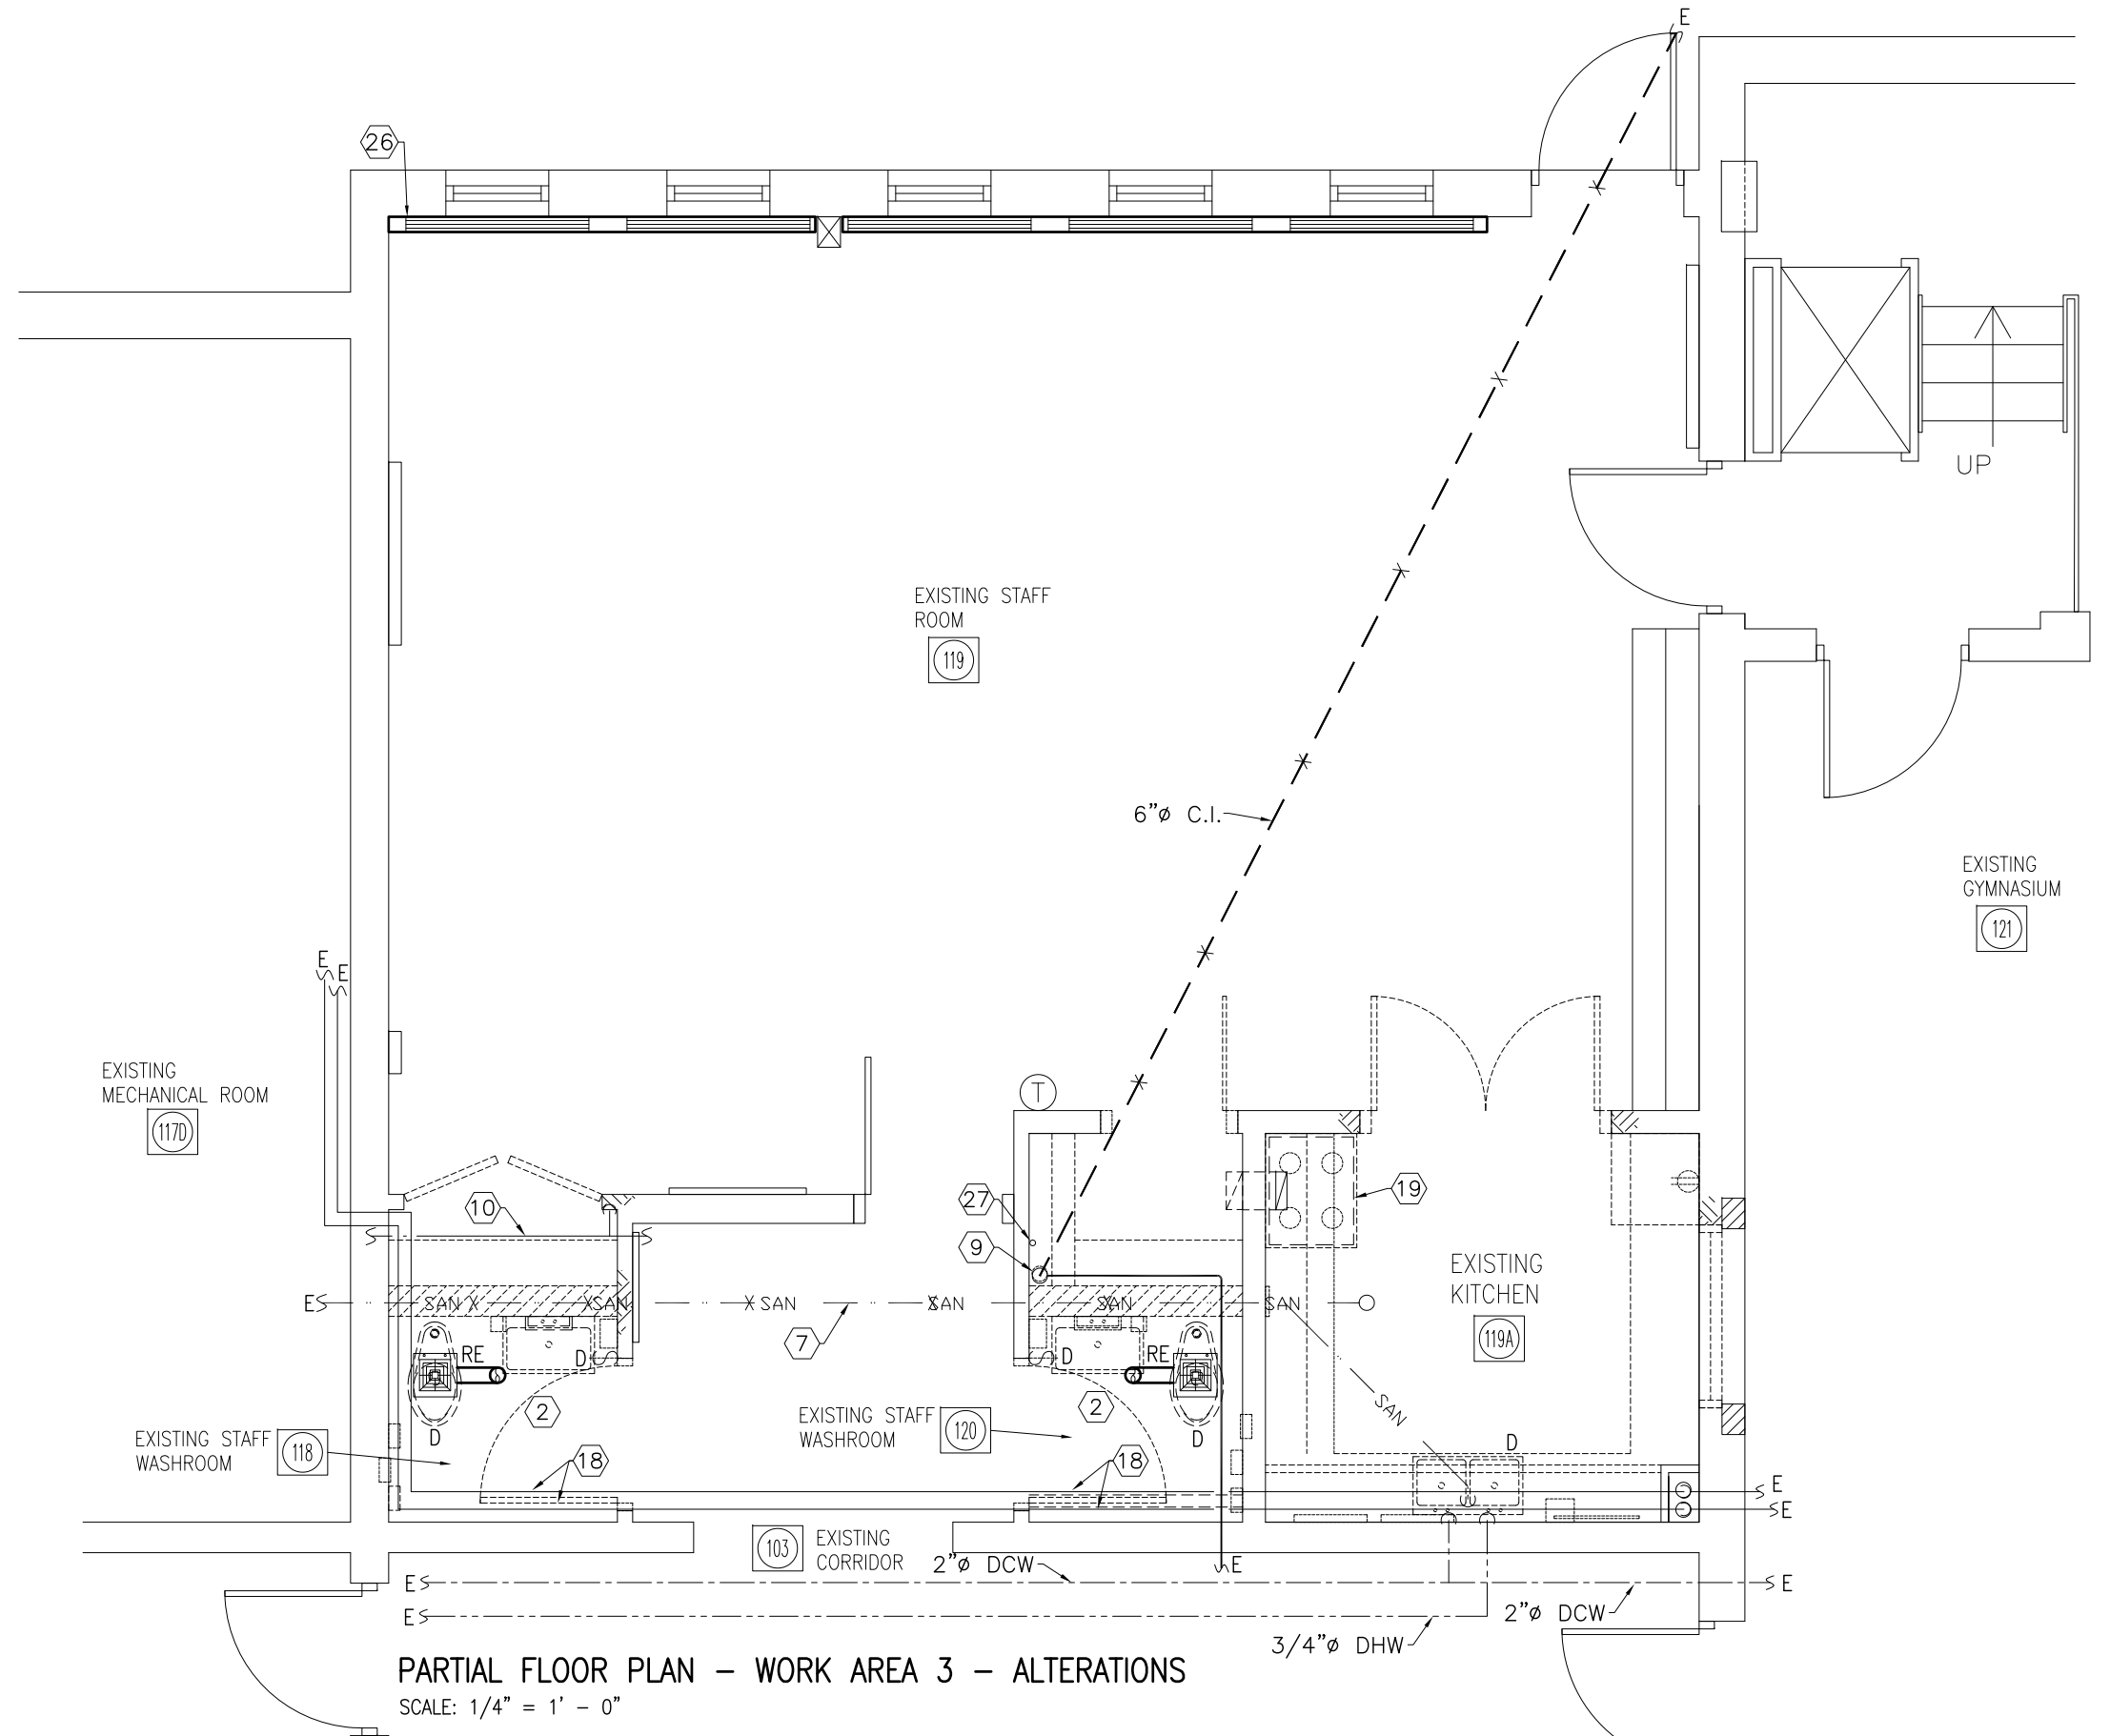 E
26
UP
EXISTING STAFF
ROOM
119
6"ø C.I.
EXISTING
GYMNASIUM
121
E
E
EXISTING
MECHANICAL ROOM
117D
T
10
27
19
9
EXISTING
KITCHEN
119A
E
SAN X
X SAN
X SAN
X SAN
X SAN
SAN
7
RE
D
D
RE
SAN
2
2
D
D
D
EXISTING STAFF
WASHROOM
118
EXISTING STAFF
WASHROOM
120
18
18
E
E
103
EXISTING
CORRIDOR
2"ø DCW
E
E
E
E
2"ø DCW
3/4"ø DHW
PARTIAL FLOOR PLAN – WORK AREA 3 – ALTERATIONS
SCALE: 1/4" = 1' – 0"